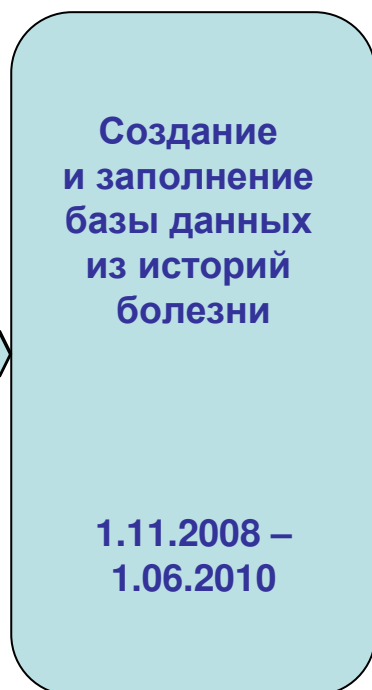 Создание
и заполнение
базы данных
из историй
болезни
1.11.2008 –
1.06.2010